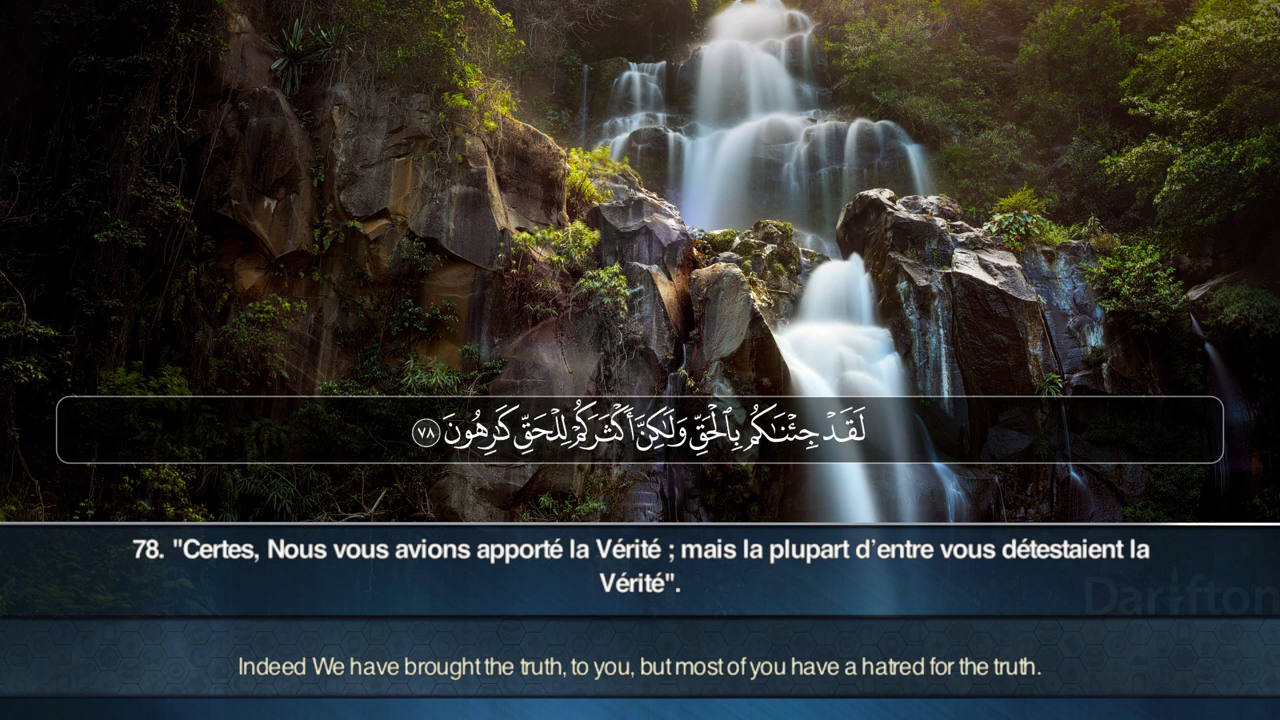 لَقَدْ جِئْنَٰكُم بِٱلْحَقِّ وَلَٰكِنَّ أَكْثَرَكُمْ لِلْحَقِّ كَٰرِهُونَ ٧٨
78. "Certes, Nous vous avions apporté la Vérité ; mais la plupart d’entre vous détestaient la
Vérité".
Indeed We have brought the truth, to you, but most of you have a hatred for the truth.